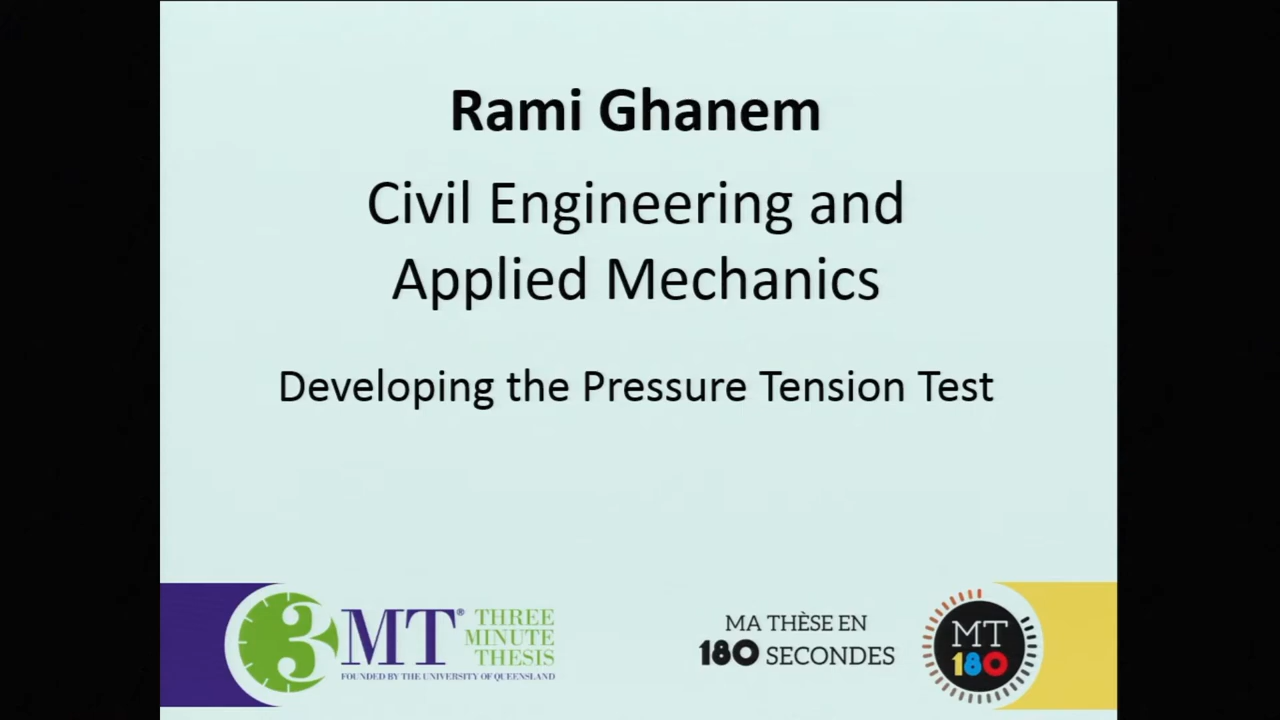 Rami Ghanem
Civil Engineering and
Applied Mechanics
Developing the Pressure Tension Test
3MT® THREE
MINUTE
THESIS
FOUNDED BY THE UNIVERSITY OF QUEENSLAND
MA THÈSE EN
180 SECONDES
MT
180